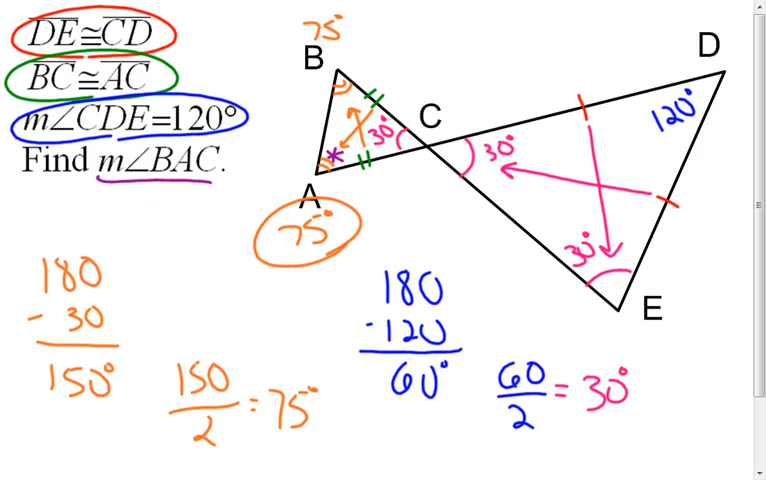 DE≅CD
BC≅AC
m∠CDE=120°
Find m∠BAC.
75°
B
D
C
120°
30°
30°
*
A
75°
30°
E
180
- 30
150°
150/2 = 75°
180
-120
60°
60/2 = 30°